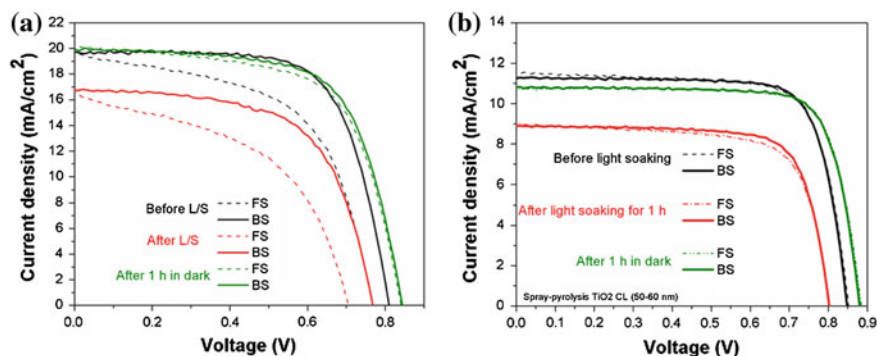 (a)
Current density (mA/cm²)
22
20
18
16
14
12
10
8
6
4
2
0
Before L/S
FS
BS
After L/S
FS
BS
After 1 h in dark
FS
BS
0.0
0.2
0.4
0.6
0.8
Voltage (V)
(b)
Current density (mA/cm²)
14
12
10
8
6
4
2
0
Before light soaking
FS
BS
After light soaking for 1 h
FS
BS
After 1 h in dark
FS
BS
Spray-pyrolysis TiO2 CL (50-60 nm)
0.0
0.1
0.2
0.3
0.4
0.5
0.6
0.7
0.8
0.9
Voltage (V)